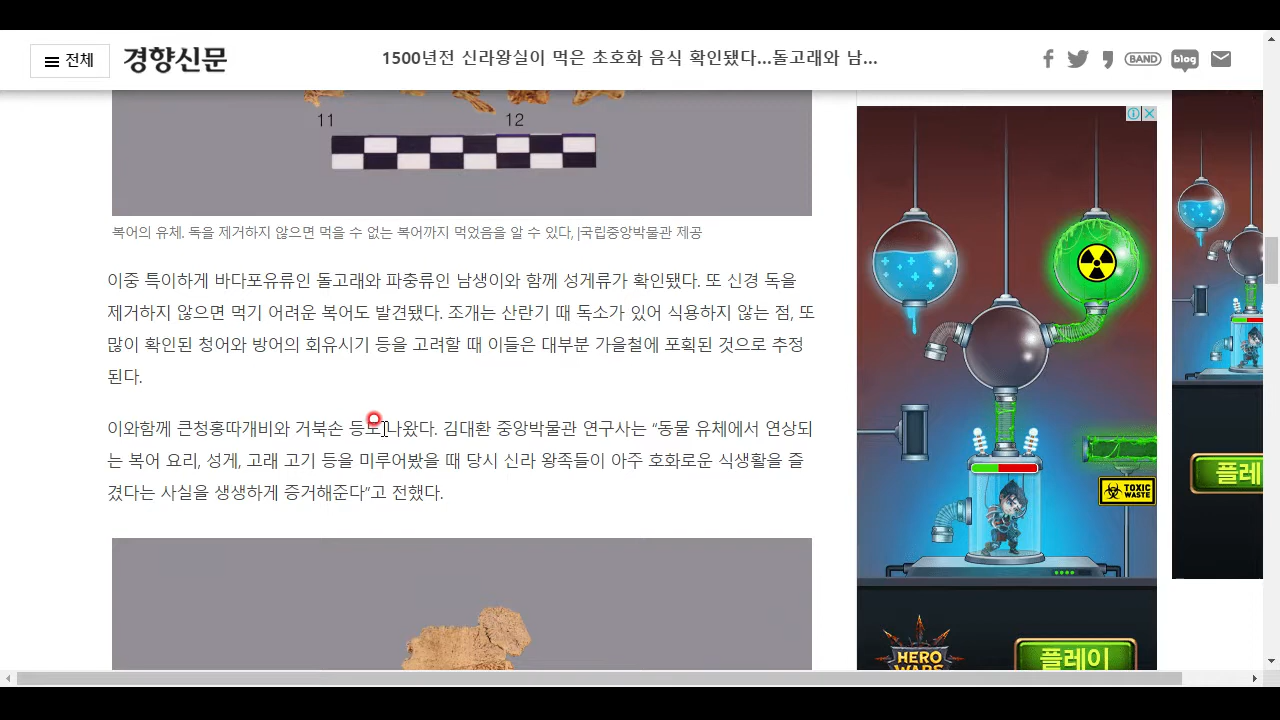 전체
경향신문
1500년전 신라왕실이 먹은 초호화 음식 확인됐다...돌고래와 남...
BAND
blog
11 12
복어의 유체. 독을 제거하지 않으면 먹을 수 없는 복어까지 먹었음을 알 수 있다, |국립중앙박물관 제공
이중 특이하게 바다포유류인 돌고래와 파충류인 남생이와 함께 성게류가 확인됐다. 또 신경 독을
제거하지 않으면 먹기 어려운 복어도 발견됐다. 조개는 산란기 때 독소가 있어 식용하지 않는 점, 또
많이 확인된 청어와 방어의 회유시기 등을 고려할 때 이들은 대부분 가을철에 포획된 것으로 추정
된다.
이와함께 큰청홍따개비와 거북손 등도 나왔다. 김대환 중앙박물관 연구사는 “동물 유체에서 연상되
는 복어 요리, 성게, 고래 고기 등을 미루어봤을 때 당시 신라 왕족들이 아주 호화로운 식생활을 즐
겼다는 사실을 생생하게 증거해준다”고 전했다.
TOXIC
WASTE
HERO
WARS
플레이
플레